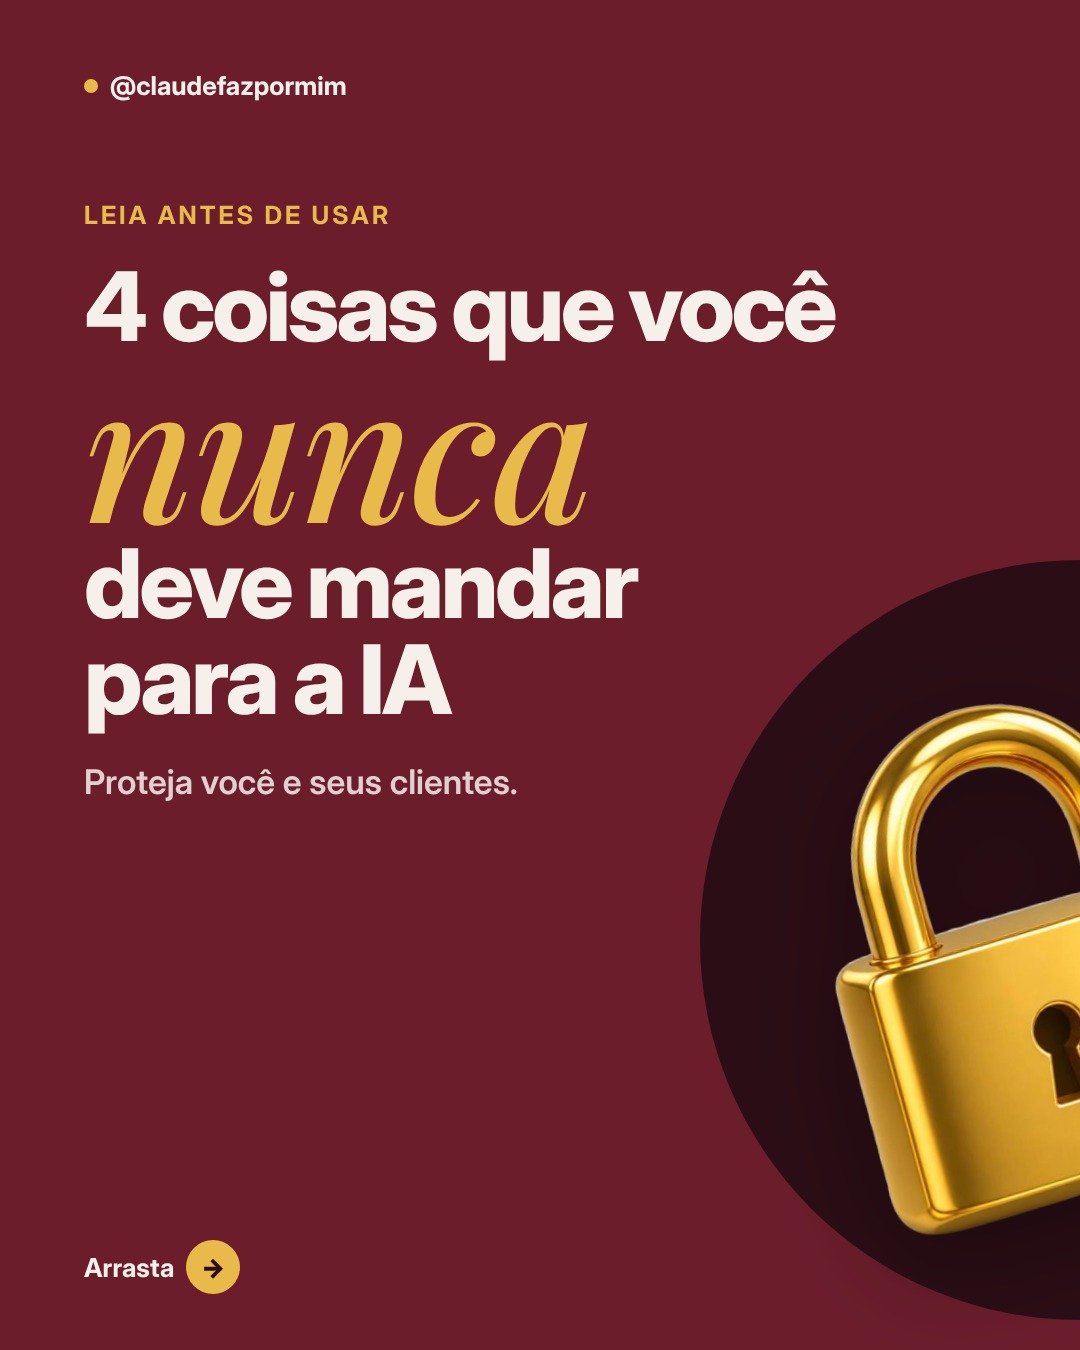 @claudefazpormim
LEIA ANTES DE USAR
4 coisas que você
nunca
deve mandar
para a IA
Proteja você e seus clientes.
Arrasta